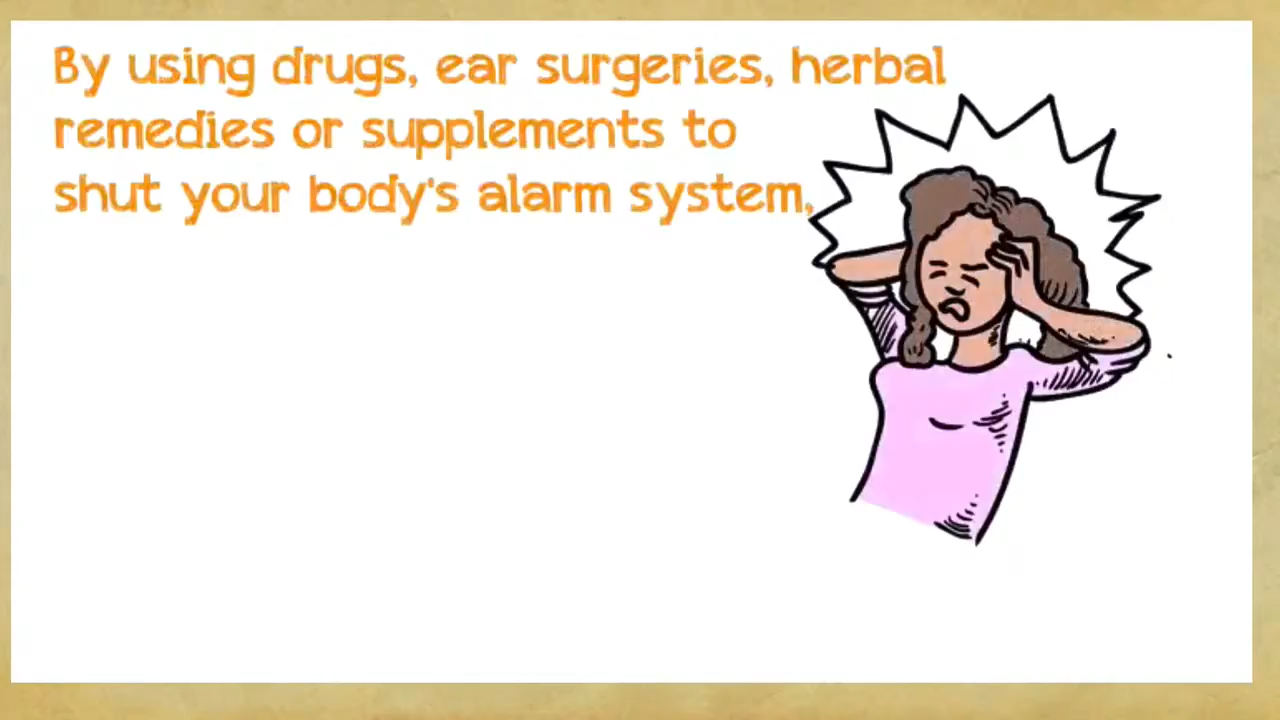 By using drugs, ear surgeries, herbal
remedies or supplements to
shut your body's alarm system,